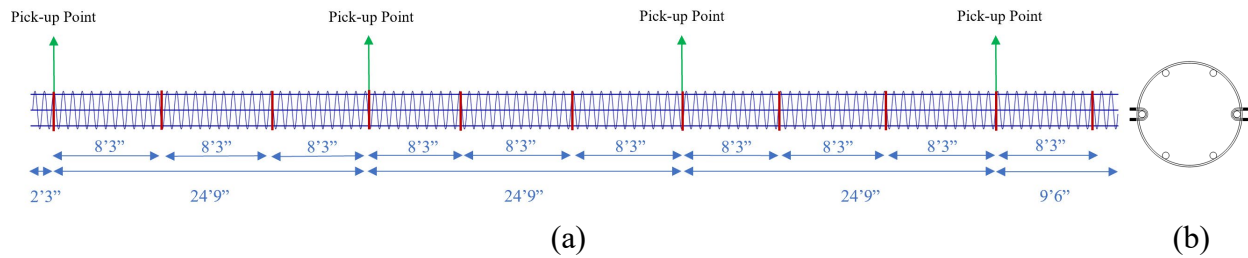 Pick-up Point Pick-up Point Pick-up Point Pick-up Point
8’3” 8’3” 8’3” 8’3” 8’3” 8’3” 8’3” 8’3” 8’3” 8’3”
2’3” 24’9” 24’9” 24’9” 9’6”
(a) (b)